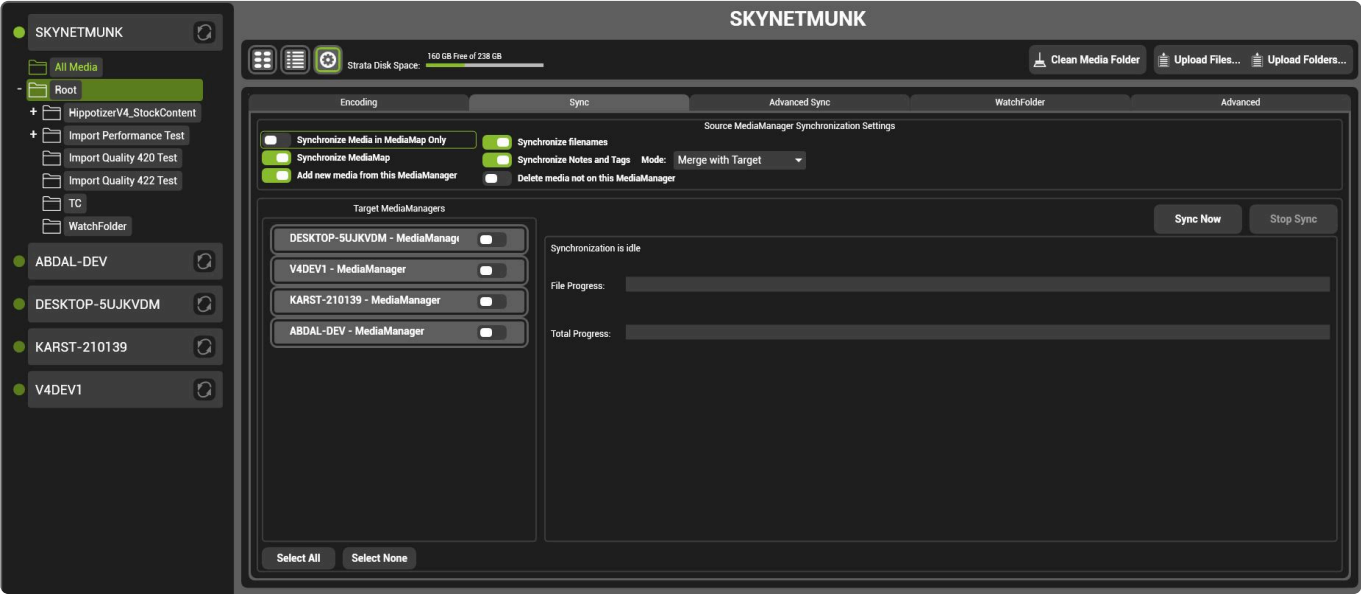 SKYNETMUNK
All Media
- Root
+ HippotizerV4_StockContent
+ Import Performance Test
Import Quality 420 Test
Import Quality 422 Test
TC
WatchFolder
ABDAL-DEV
DESKTOP-5UJKVDM
KARST-210139
V4DEV1
SKYNETMUNK
Strata Disk Space: 160 GB Free of 238 GB
Clean Media Folder Upload Files... Upload Folders...
Encoding Sync Advanced Sync WatchFolder Advanced
Source MediaManager Synchronization Settings
Synchronize Media in MediaMap Only
Synchronize MediaMap
Add new media from this MediaManager
Synchronize filenames
Synchronize Notes and Tags Mode: Merge with Target
Delete media not on this MediaManager
Target MediaManagers
DESKTOP-5UJKVDM - MediaManage
V4DEV1 - MediaManager
KARST-210139 - MediaManager
ABDAL-DEV - MediaManager
Select All Select None
Sync Now Stop Sync
Synchronization is idle
File Progress:
Total Progress: